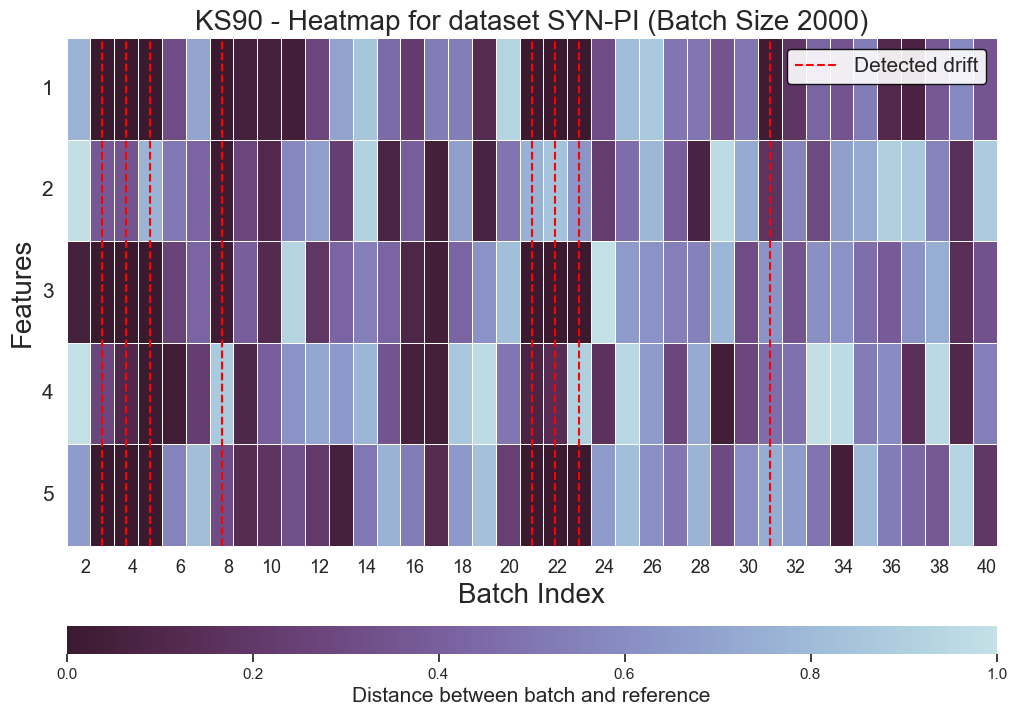 KS90 - Heatmap for dataset SYN-PI (Batch Size 2000)
Detected drift
Features
1
2
3
4
5
2 4 6 8 10 12 14 16 18 20 22 24 26 28 30 32 34 36 38 40
Batch Index
0.0 0.2 0.4 0.6 0.8 1.0
Distance between batch and reference